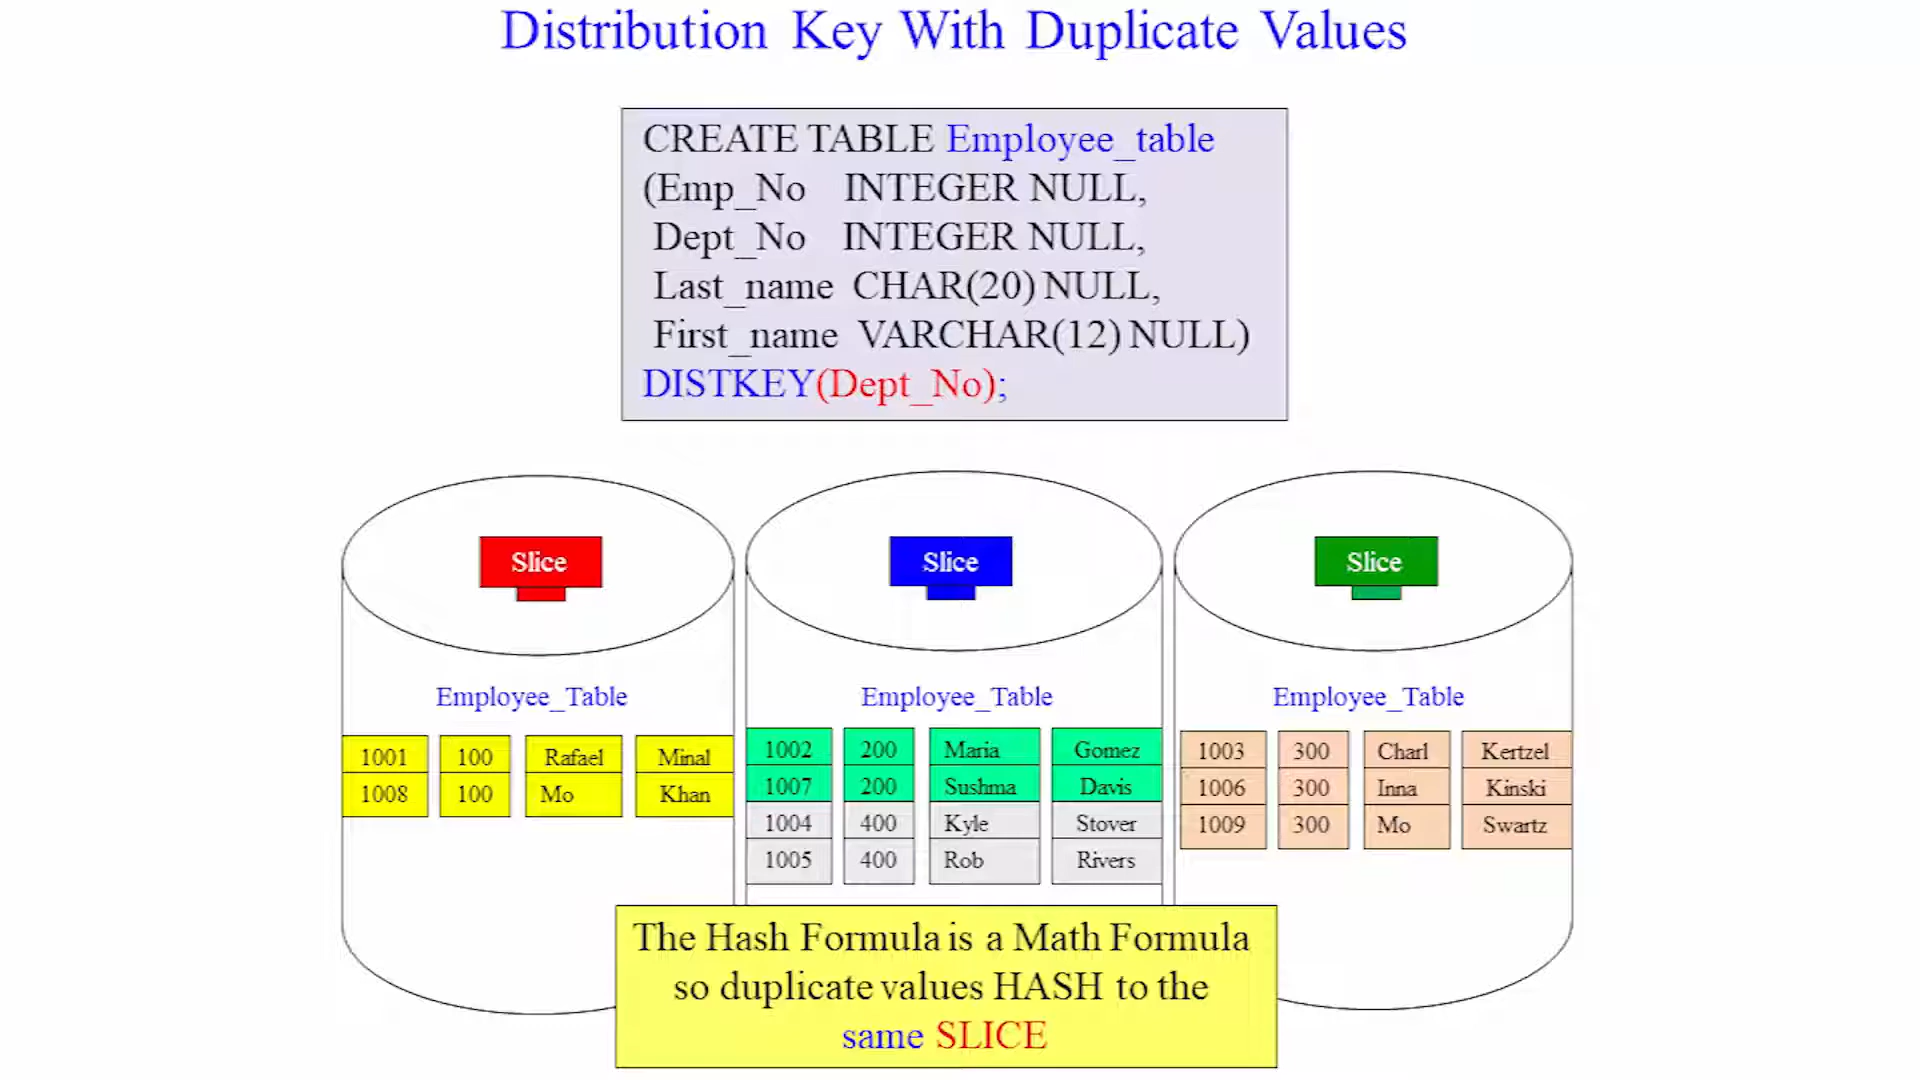 Distribution Key With Duplicate Values
CREATE TABLE Employee_table
(Emp_No INTEGER NULL,
Dept_No INTEGER NULL,
Last_name CHAR(20) NULL,
First_name VARCHAR(12) NULL)
DISTKEY(Dept_No);
Slice
Slice
Slice
Employee_Table
1001 100 Rafael Minal
1008 100 Mo Khan
Employee_Table
1002 200 Maria Gomez
1007 200 Sushma Davis
1004 400 Kyle Stover
1005 400 Rob Rivers
Employee_Table
1003 300 Charl Kertzel
1006 300 Inna Kinski
1009 300 Mo Swartz
The Hash Formula is a Math Formula
so duplicate values HASH to the
same SLICE